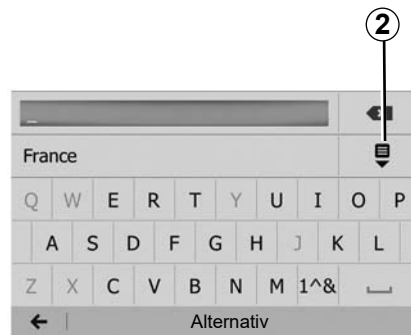 2
_
France
Q W E R T Y U I O P
A S D F G H J K L
Z X C V B N M 1^&
Alternativ